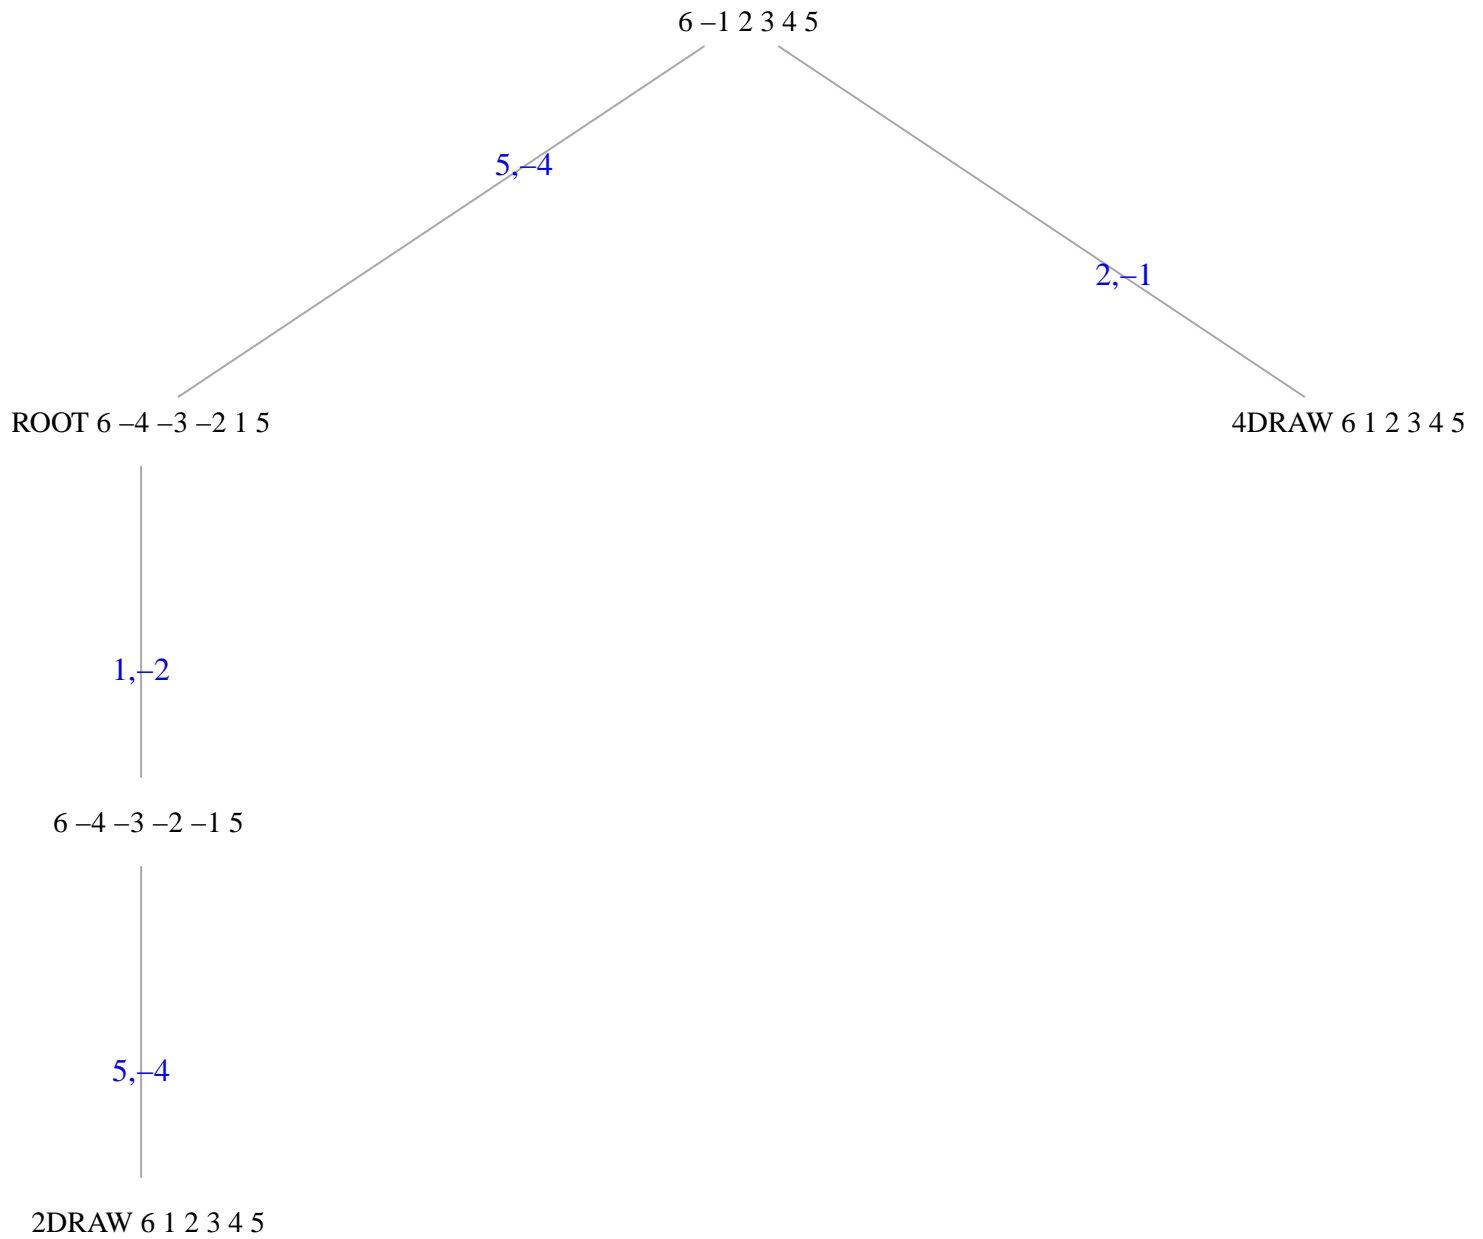 6 –1 2 3 4 5
5,–4
2,–1
ROOT 6 –4 –3 –2 1 5
4DRAW 6 1 2 3 4 5
1,–2
6 –4 –3 –2 –1 5
5,–4
2DRAW 6 1 2 3 4 5